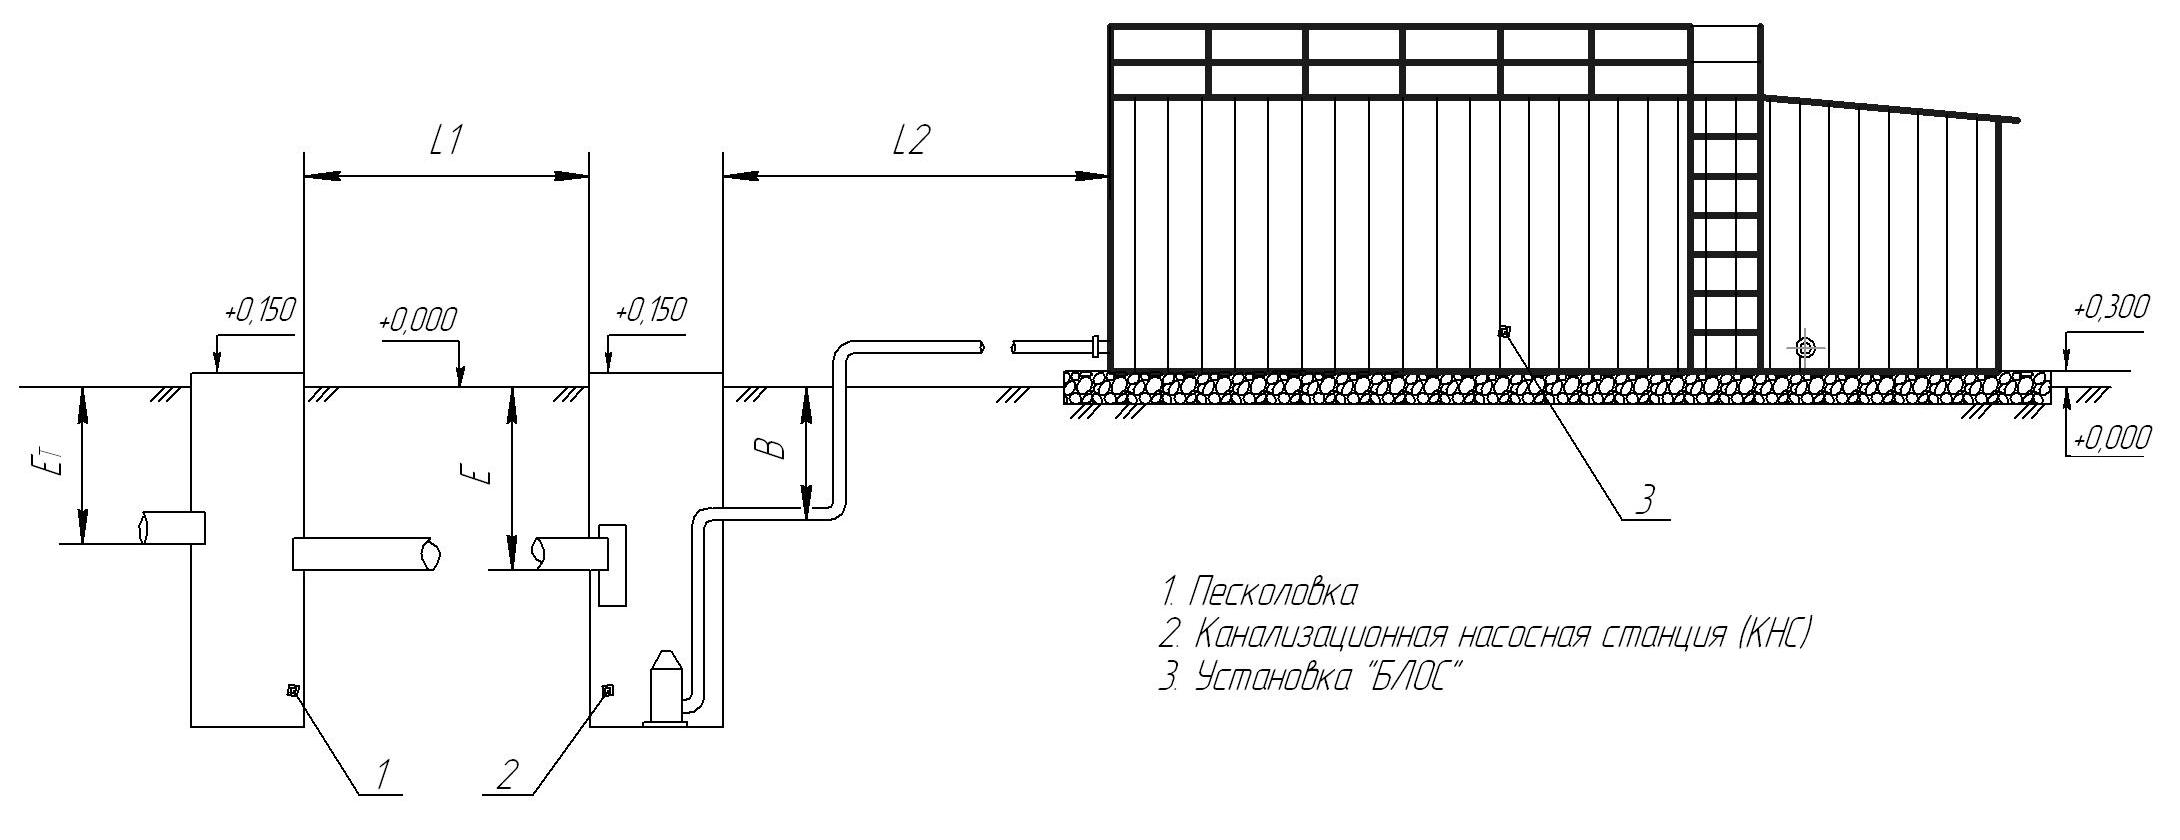 L1
L2
+0,150
+0,000
+0,150
+0,300
Eт
E
B
+0,000
3
1. Песколовка
2. Канализационная насосная станция (КНС)
3. Установка "БЛОС"
1
2